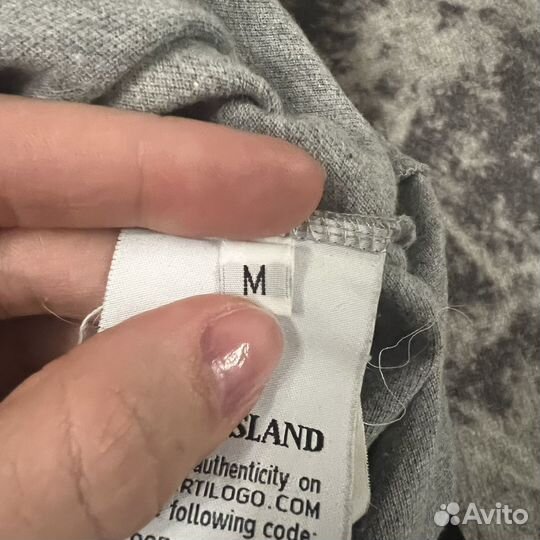 M
SLAND
authenticity on
RTILOGO.COM
following code:
Avito